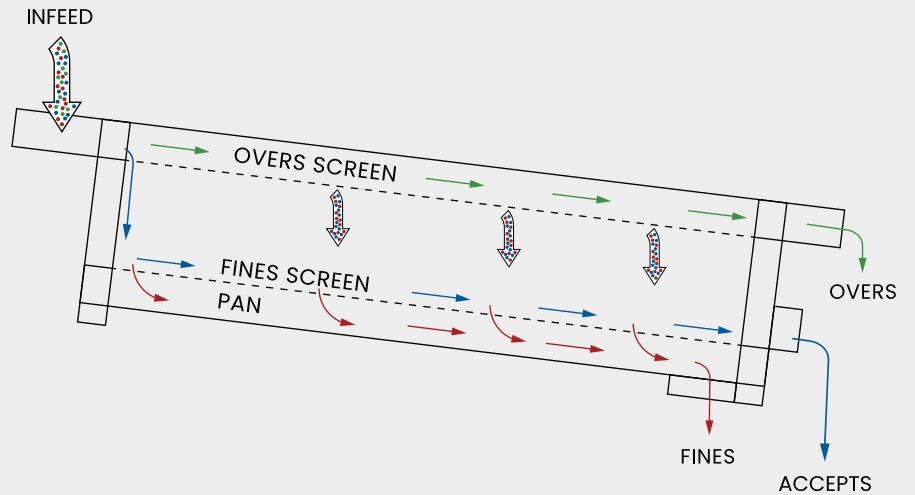 INFEED
OVERS SCREEN
FINES SCREEN
PAN
OVERS
FINES
ACCEPTS